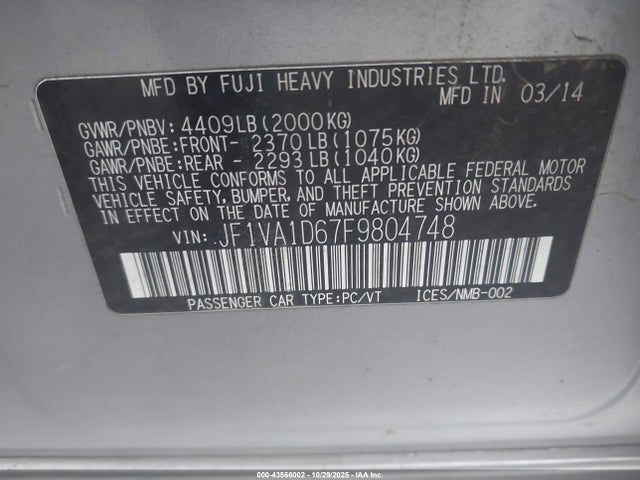 MFD BY FUJI HEAVY INDUSTRIES LTD.
MFD IN 03/14
GVWR/PNBV: 4409LB(2000KG)
GAWR/PNBE:FRONT- 2370LB(1075KG)
GAWR/PNBE:REAR - 2293LB(1040KG)
THIS VEHICLE CONFORMS TO ALL APPLICABLE FEDERAL MOTOR
VEHICLE SAFETY, BUMPER, AND THEFT PREVENTION STANDARDS
IN EFFECT ON THE DATE OF MANUFACTURE SHOWN ABOVE.
VIN: JF1VA1D67F9804748
PASSENGER CAR TYPE:PC/VT ICES/NMB-002
000-43566002 - 10/29/2025 - IAA Inc.